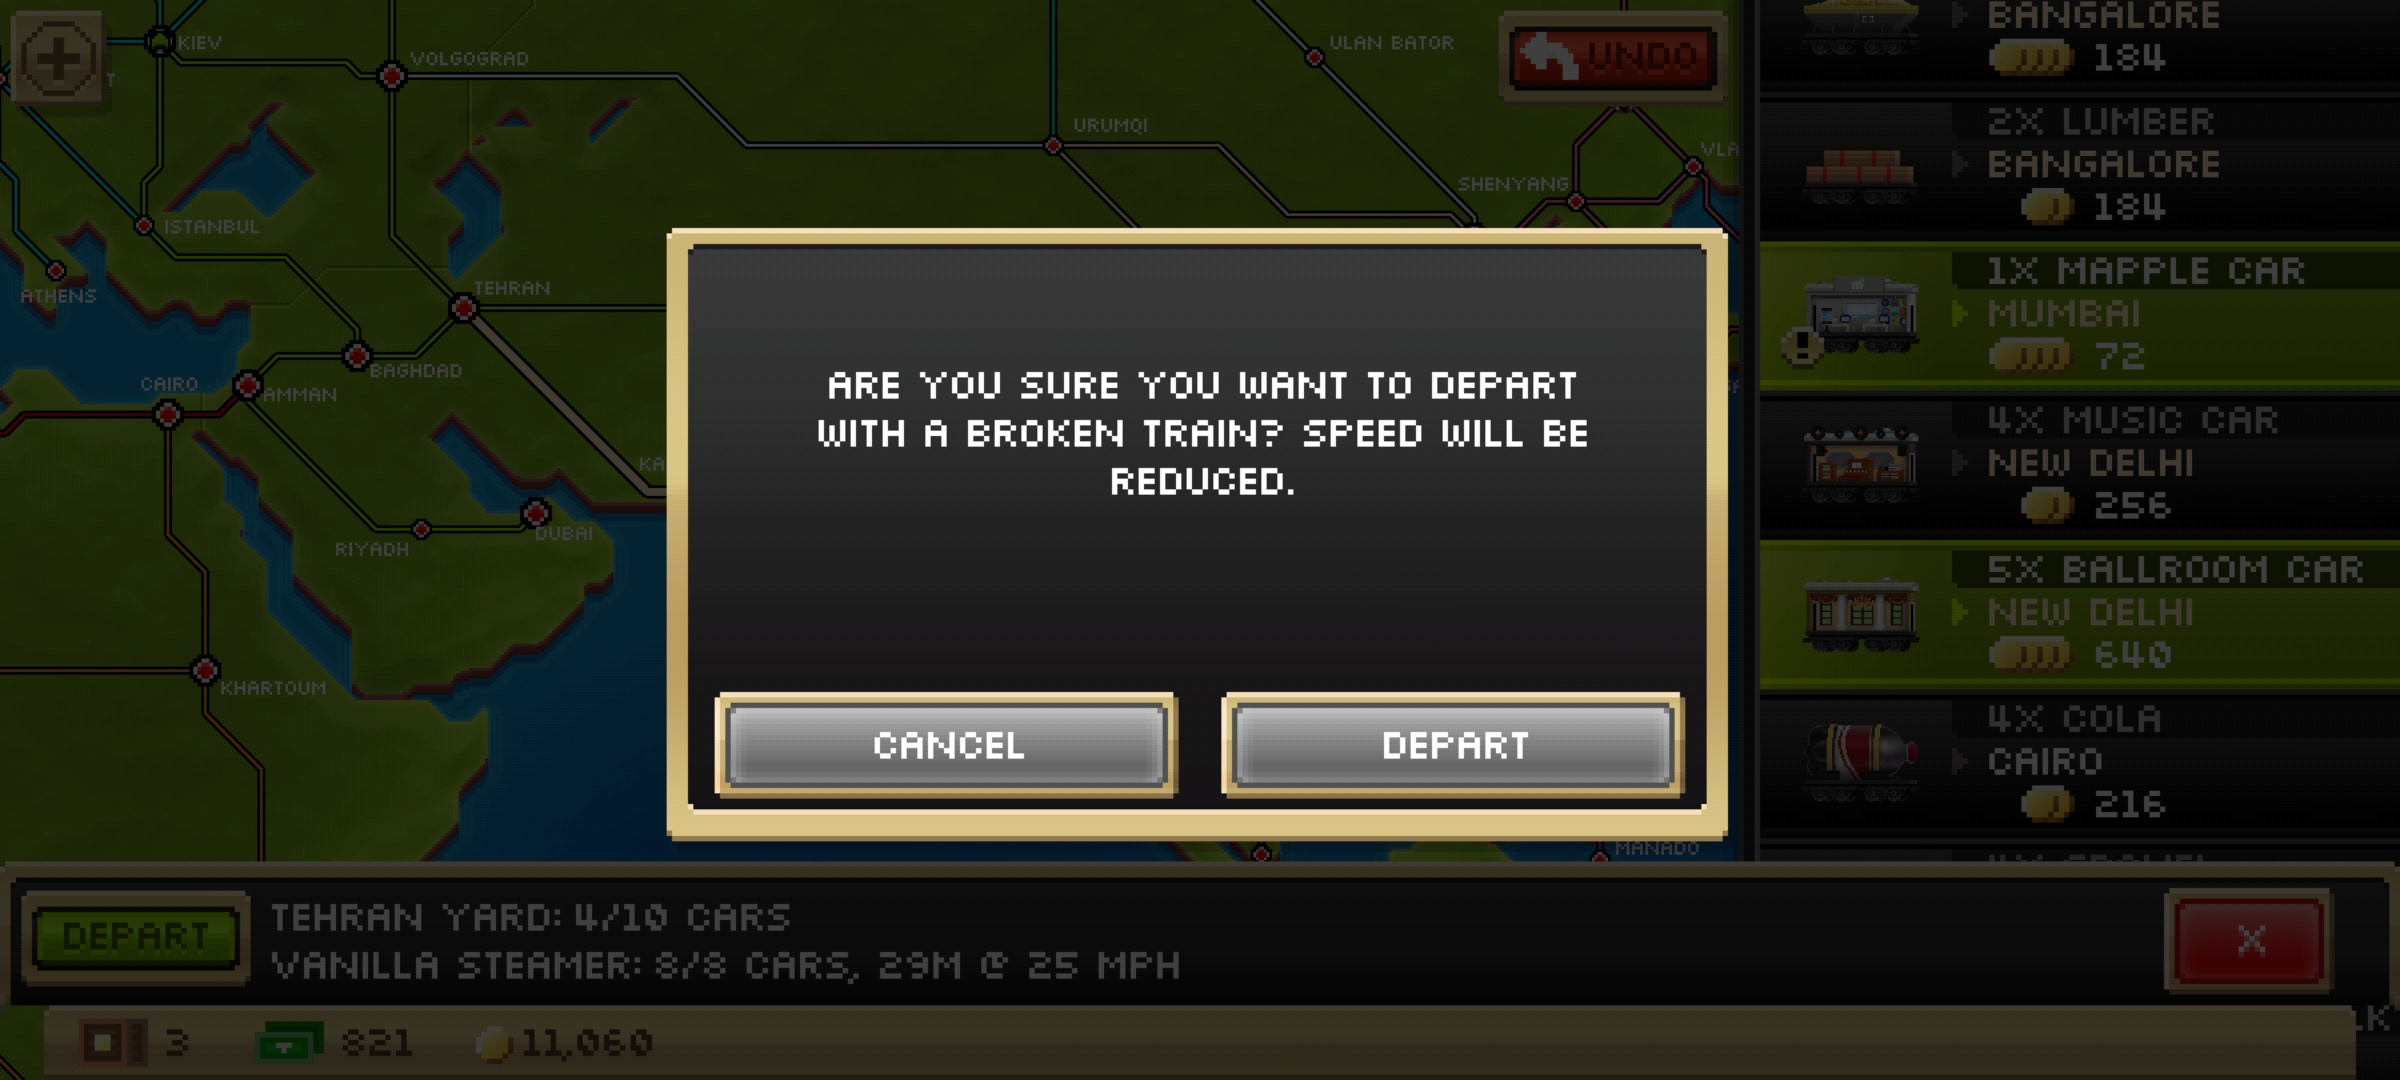 KIEV
VOLGOGRAD
ULAN BATOR
UNDO
URUMQI
SHENYANG
ISTANBUL
ATHENS
TEHRAN
BAGHDAD
CAIRO
AMMAN
RIYADH
DUBAI
KHARTOUM
MANADO
ARE YOU SURE YOU WANT TO DEPART
WITH A BROKEN TRAIN? SPEED WILL BE
REDUCED.
CANCEL
DEPART
BANGALORE
184
2X LUMBER
BANGALORE
184
1X MAPPLE CAR
MUMBAI
72
4X MUSIC CAR
NEW DELHI
256
5X BALLROOM CAR
NEW DELHI
640
4X COLA
CAIRO
216
DEPART
TEHRAN YARD: 4/10 CARS
VANILLA STEAMER: 8/8 CARS, 29M @ 25 MPH
X
3
821
11,060